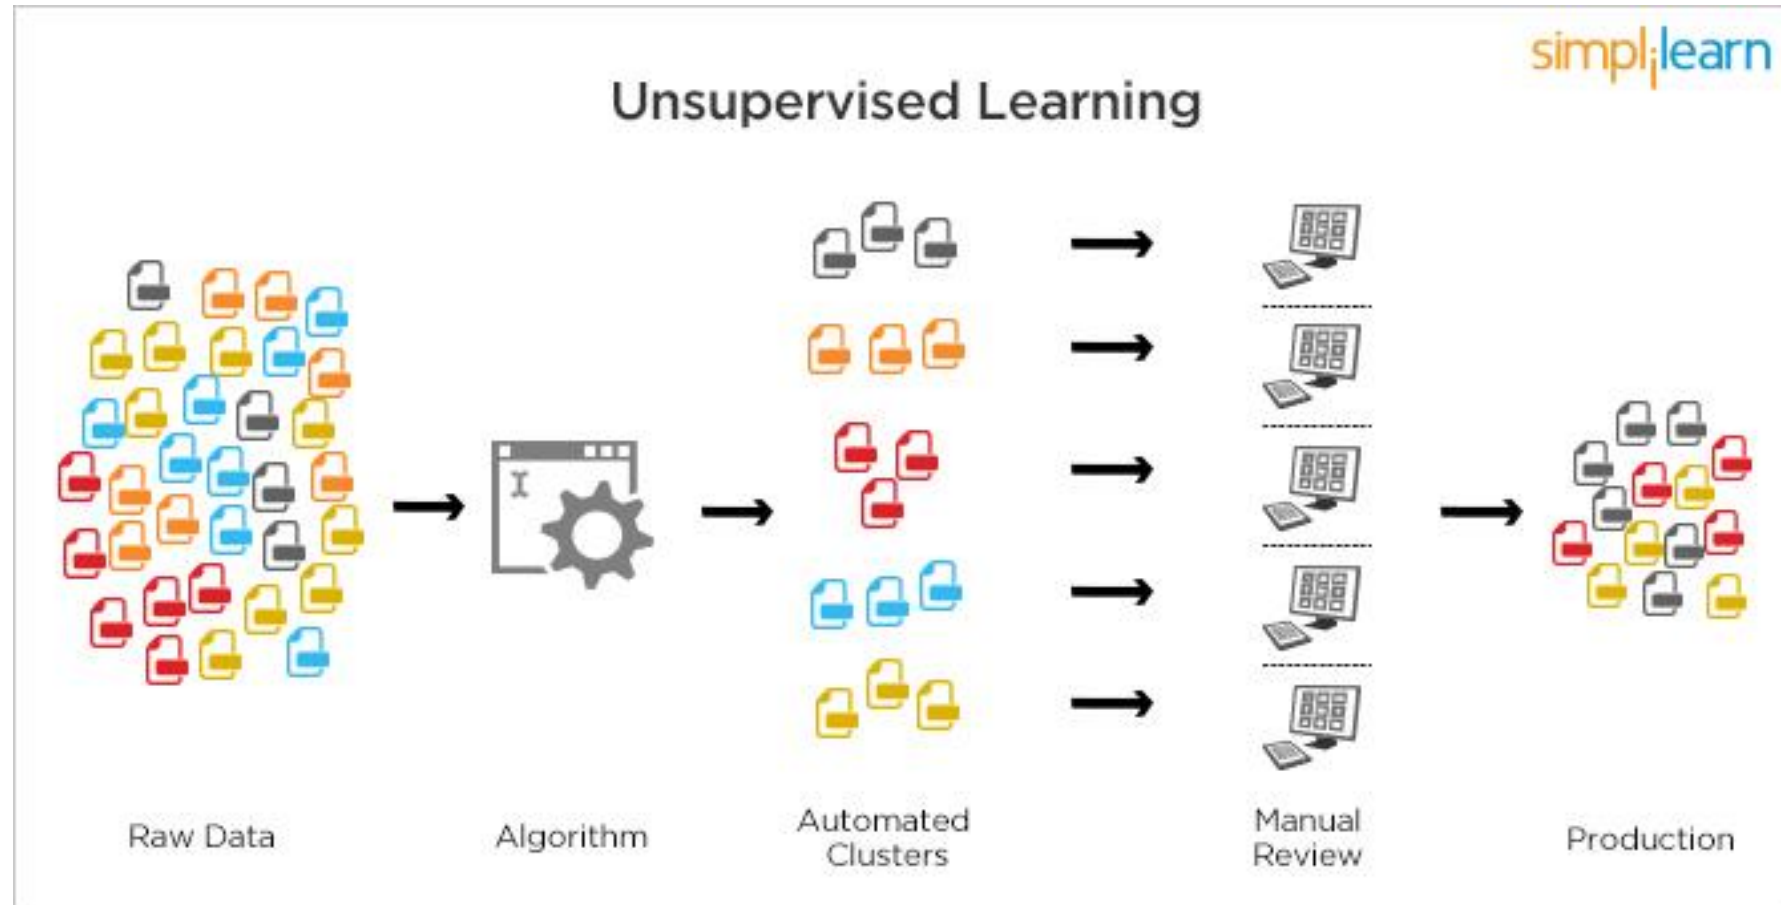 simplilearn
Unsupervised Learning
Raw Data
Algorithm
Automated
Clusters
Manual
Review
Production